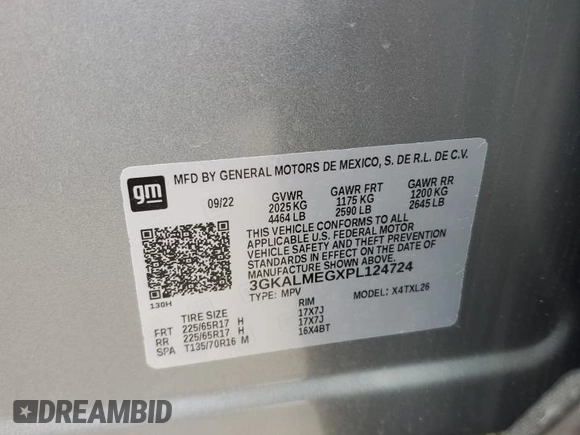 gm
MFD BY GENERAL MOTORS DE MEXICO, S. DE R.L. DE C.V.
09/22 GVWR GAWR FRT GAWR RR
2025 KG 1175 KG 1200 KG
4464 LB 2590 LB 2645 LB
THIS VEHICLE CONFORMS TO ALL
APPLICABLE U.S. FEDERAL MOTOR
VEHICLE SAFETY AND THEFT PREVENTION
STANDARDS IN EFFECT ON THE DATE OF
MANUFACTURE SHOWN ABOVE.
3GKALMEGXPL124724
TYPE: MPV MODEL: X4TXL26
130H
TIRE SIZE RIM
FRT 225/65R17 H 17X7J
RR 225/65R17 H 17X7J
SPA T135/70R16 M 16X4BT
DREAMBID